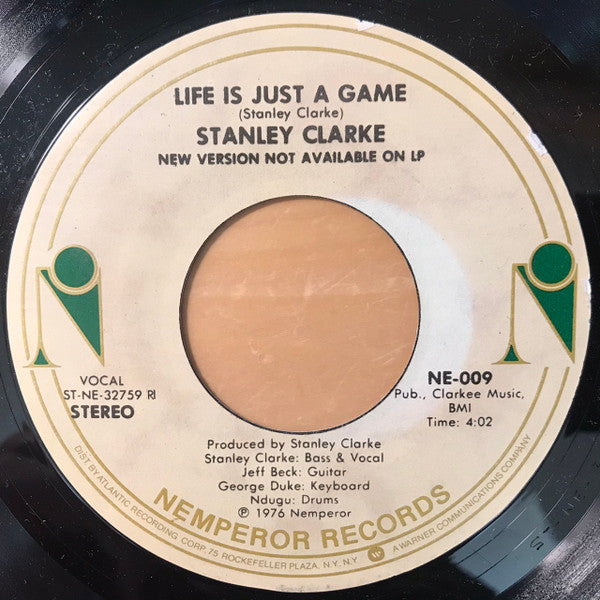 LIFE IS JUST A GAME
(Stanley Clarke)
STANLEY CLARKE
NEW VERSION NOT AVAILABLE ON LP
VOCAL
ST-NE-32759 RI
STEREO
NE-009
Pub., Clarkee Music,
BMI
Time: 4:02
Produced by Stanley Clarke
Stanley Clarke: Bass & Vocal
Jeff Beck: Guitar
George Duke: Keyboard
Ndugu: Drums
℗ 1976 Nemperor
NEMPEROR RECORDS
DIST BY ATLANTIC RECORDING CORP. 75 ROCKEFELLER PLAZA, N.Y. N.Y. A WARNER COMMUNICATIONS COMPANY